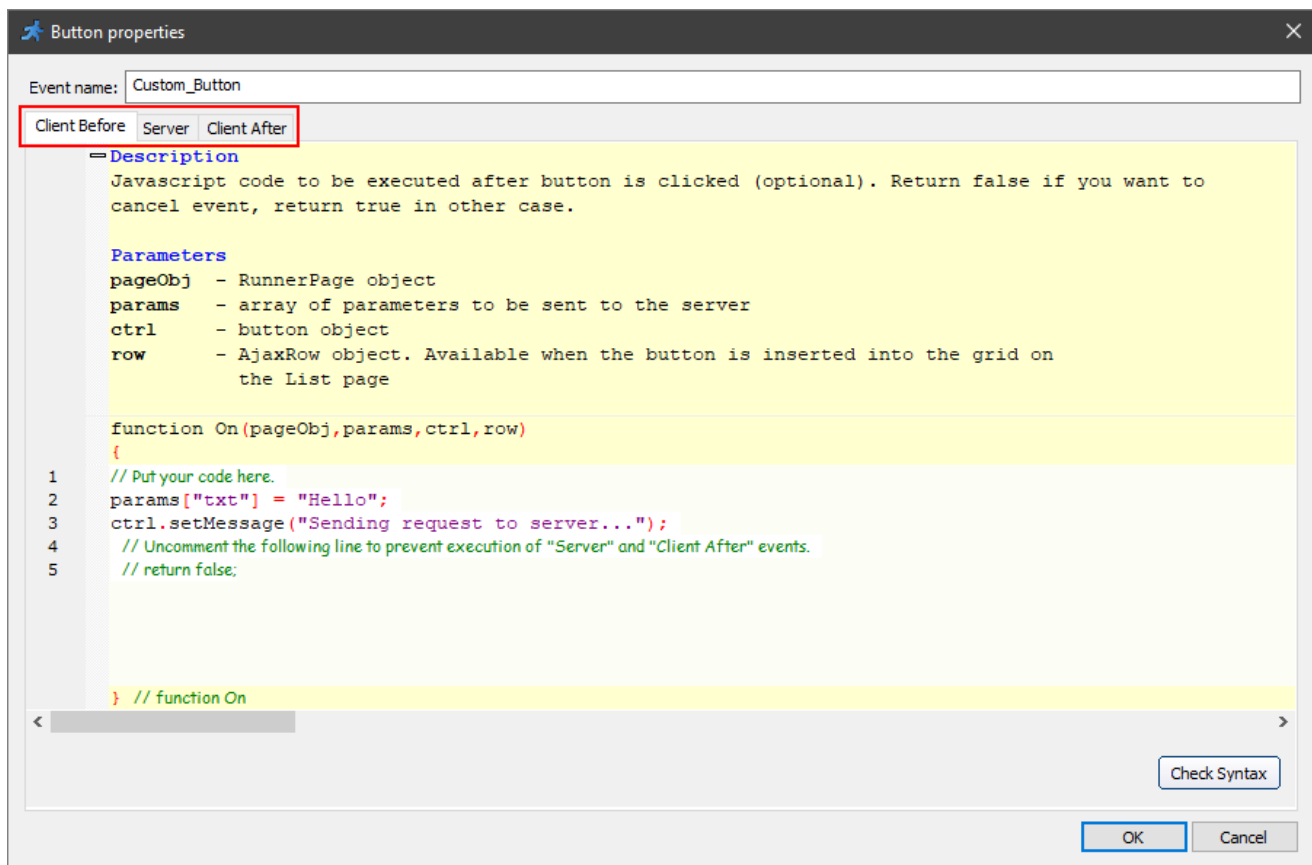 Button properties
Event name: Custom_Button
Client Before Server Client After
Description
Javascript code to be executed after button is clicked (optional). Return false if you want to
cancel event, return true in other case.
Parameters
pageObj - RunnerPage object
params - array of parameters to be sent to the server
ctrl - button object
row - AjaxRow object. Available when the button is inserted into the grid on
the List page
function On(pageObj,params,ctrl,row)
{
1 // Put your code here.
2 params["txt"] = "Hello";
3 ctrl.setMessage("Sending request to server...");
4 // Uncomment the following line to prevent execution of "Server" and "Client After" events.
5 // return false;
} // function On
Check Syntax
OK Cancel